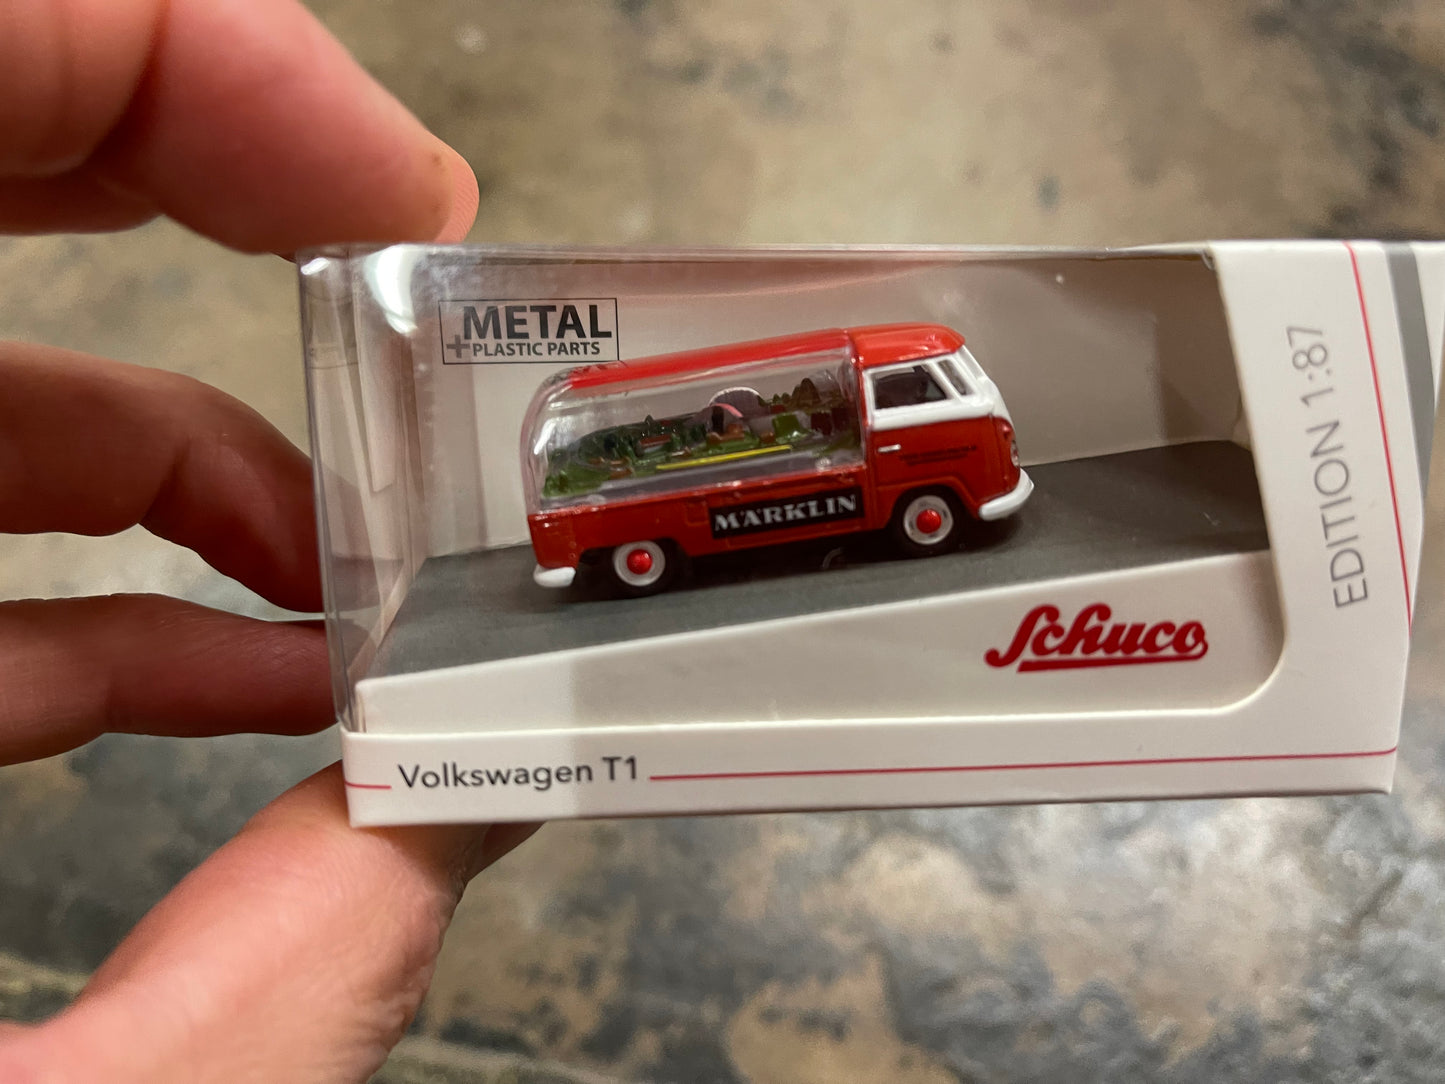 +METAL
PLASTIC PARTS
MÄRKLIN
Schuco
EDITION 1:87
Volkswagen T1